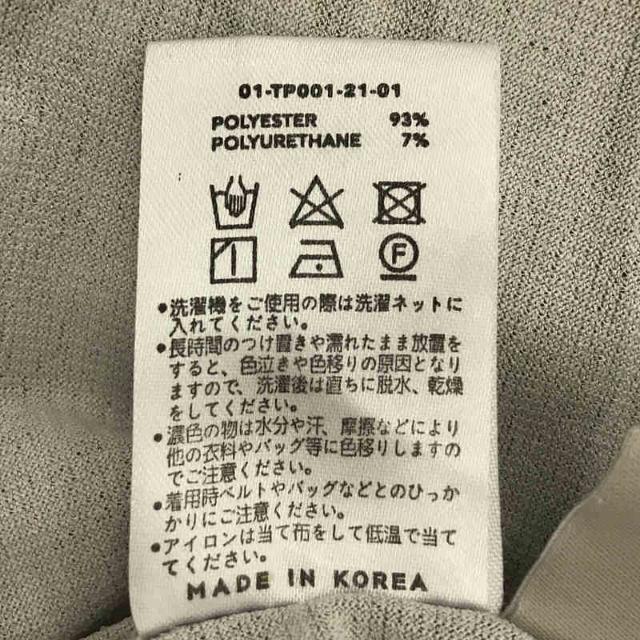 01-TP001-21-01
POLYESTER 93%
POLYURETHANE 7%
F
●洗濯機をご使用の際は洗濯ネットに
入れてください。
●長時間のつけ置きや濡れたまま放置を
すると、色泣きや色移りの原因となり
ますので、洗濯後は直ちに脱水、乾燥
をしてください。
●濃色の物は水分や汗、摩擦などにより
他の衣料やバッグ等に色移りしますの
でご注意ください。
●着用時ベルトやバッグなどとのひっか
かりにご注意ください。
●アイロンは当て布をして低温で当て
てください。
MADE IN KOREA